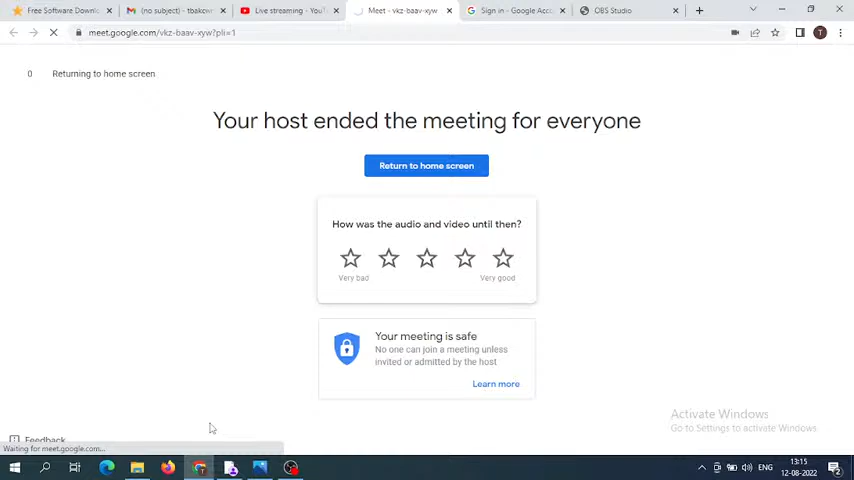 Free Software Downlo
(no subject) - tbakow
Live streaming - YouT
Meet - vkz-baav-xyw
Sign in - Google Acco
OBS Studio
meet.google.com/vkz-baav-xyw?pli=1
T
0 Returning to home screen
Your host ended the meeting for everyone
Return to home screen
How was the audio and video until then?
Very bad Very good
Your meeting is safe
No one can join a meeting unless
invited or admitted by the host
Learn more
Activate Windows
Go to Settings to activate Windows.
Feedback
Waiting for meet.google.com...
ENG
13:15
12-08-2022
2